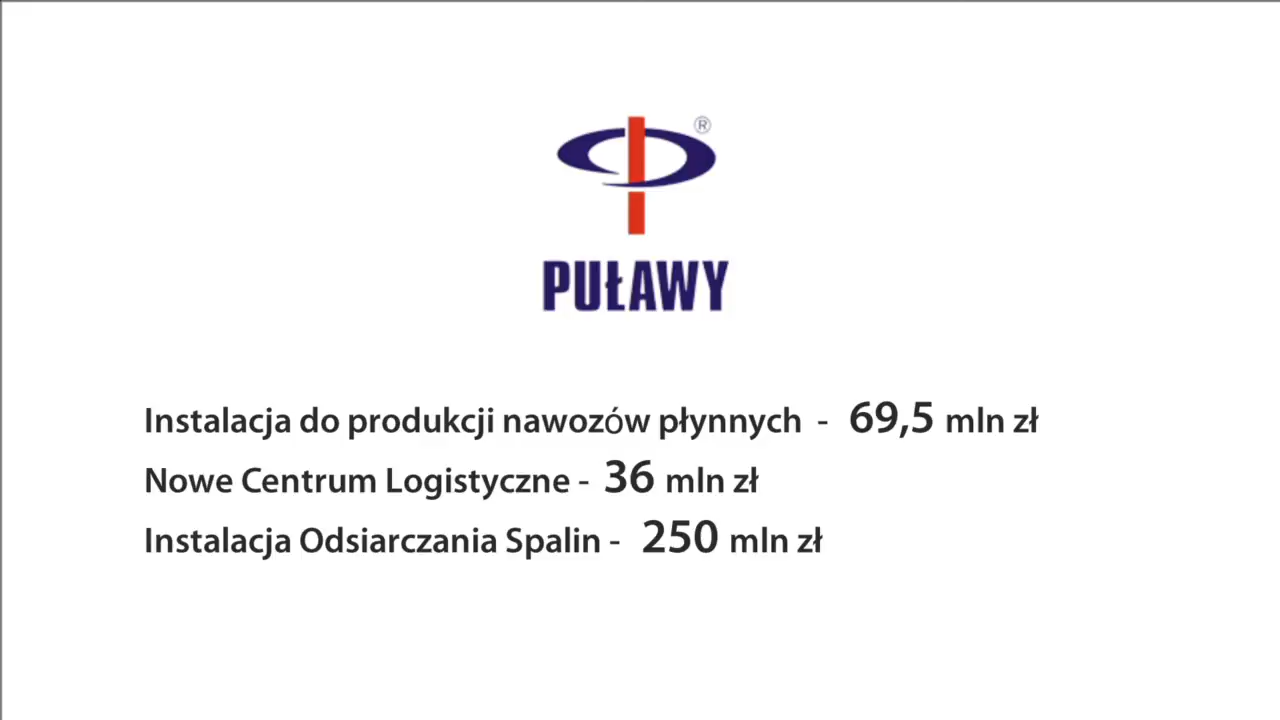 ®
PUŁAWY
Instalacja do produkcji nawozów płynnych - 69,5 mln zł
Nowe Centrum Logistyczne - 36 mln zł
Instalacja Odsiarczania Spalin - 250 mln zł